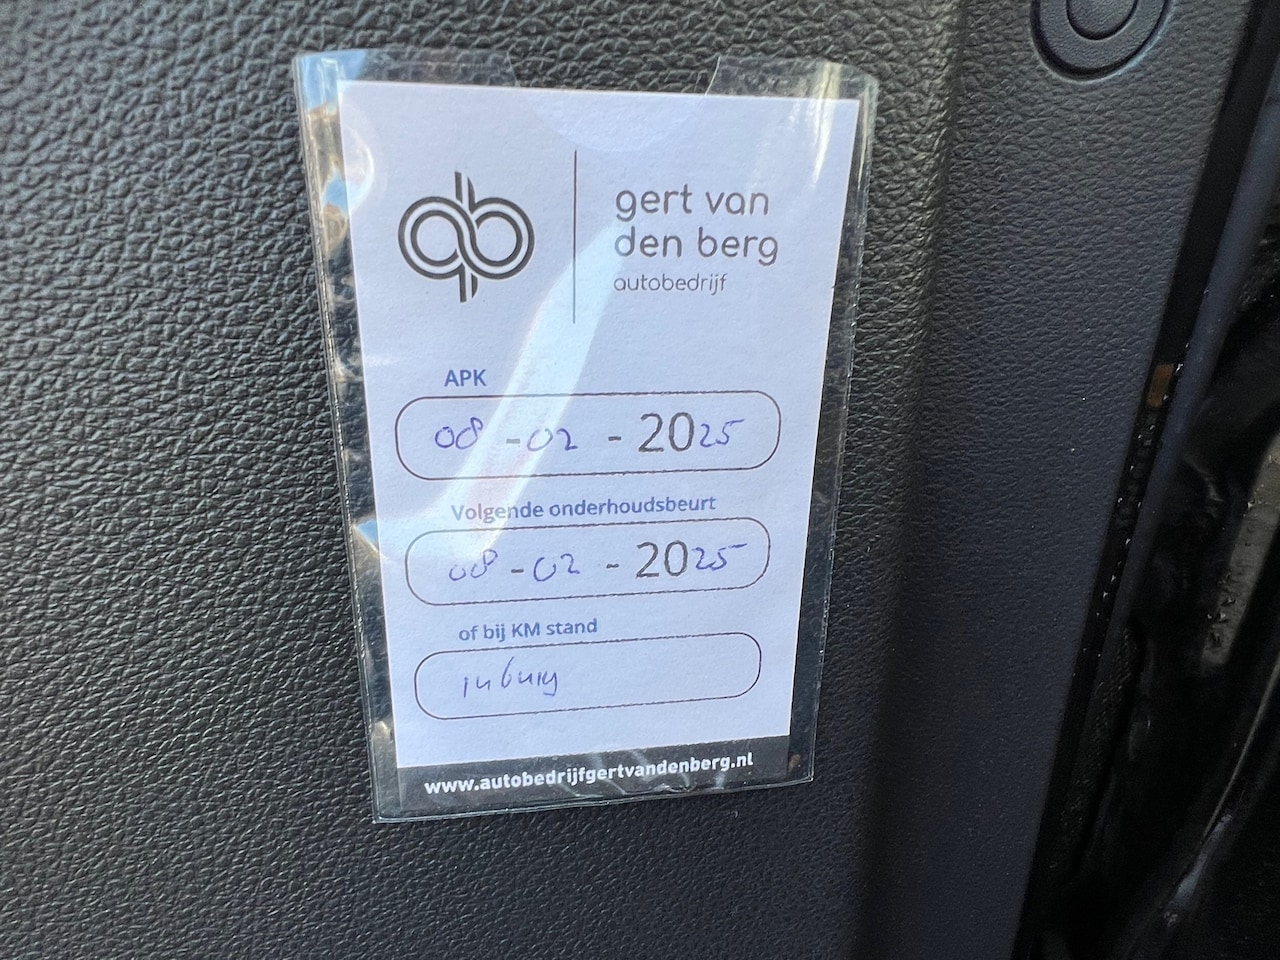 gert van
den berg
autobedrijf
APK
08 - 02 - 2025
Volgende onderhoudsbeurt
08 - 02 - 2025
of bij KM stand
www.autobedrijfgertvandenberg.nl